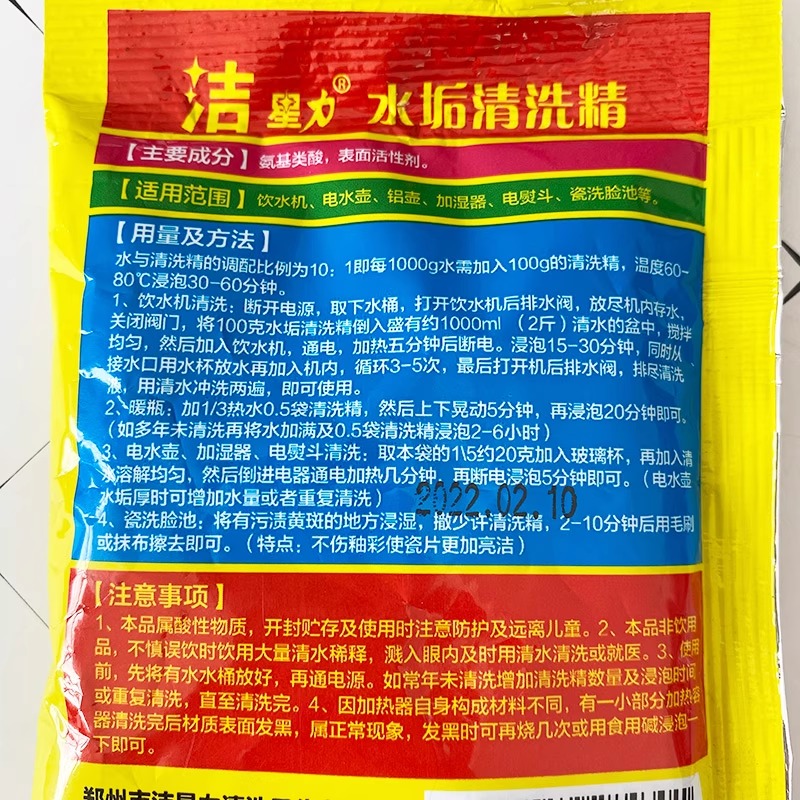 洁星力® 水垢清洗精
【主要成分】氨基类酸，表面活性剂。
【适用范围】饮水机、电水壶、铝壶、加湿器、电熨斗、瓷洗脸池等。
【用量及方法】
水与清洗精的调配比例为10：1即每1000g水需加入100g的清洗精，温度60-
80℃浸泡30-60分钟。
1、饮水机清洗：断开电源，取下水桶，打开饮水机后排水阀，放尽机内存水，
关闭阀门，将100克水垢清洗精倒入盛有约1000ml （2斤）清水的盆中，搅拌
均匀，然后加入饮水机，通电，加热五分钟后断电。浸泡15-30分钟，同时从
接水口用水杯放水再加入机内，循环3-5次，最后打开机后排水阀，排尽清洗
液，用清水冲洗两遍，即可使用。
2、暖瓶：加1/3热水0.5袋清洗精，然后上下晃动5分钟，再浸泡20分钟即可。
（如多年未清洗再将水加满及0.5袋清洗精浸泡2-6小时）
3、电水壶、加湿器、电熨斗清洗：取本袋的1\5约20克加入玻璃杯，再加入清
水溶解均匀，然后倒进电器通电加热几分钟，再断电浸泡5分钟即可。（电水壶
水垢厚时可增加水量或者重复清洗）
2022.02.10
4、瓷洗脸池：将有污渍黄斑的地方浸湿，撒少许清洗精，2-10分钟后用毛刷
或抹布擦去即可。（特点：不伤釉彩使瓷片更加亮洁）
【注意事项】
1、本品属酸性物质，开封贮存及使用时注意防护及远离儿童。2、本品非饮用
品，不慎误饮时饮用大量清水稀释，溅入眼内及时用清水清洗或就医。3、使用
前，先将有水水桶放好，再通电源。如常年未清洗增加清洗精数量及浸泡时间
或重复清洗，直至清洗完。4、因加热器自身构成材料不同，有一小部分加热容
器清洗完后材质表面发黑，属正常现象，发黑时可再烧几次或用食用碱浸泡一
下即可。